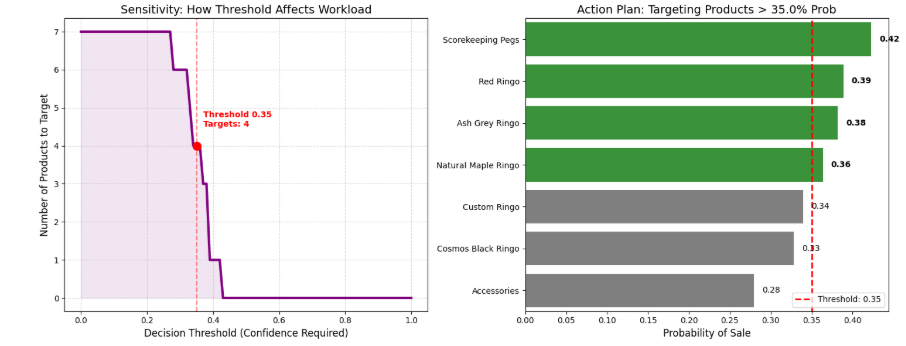 Sensitivity: How Threshold Affects Workload
Number of Products to Target
7
6
5
4
3
2
1
0
Threshold 0.35
Targets: 4
0.0 0.2 0.4 0.6 0.8 1.0
Decision Threshold (Confidence Required)
Action Plan: Targeting Products > 35.0% Prob
Scorekeeping Pegs 0.42
Red Ringo 0.39
Ash Grey Ringo 0.38
Natural Maple Ringo 0.36
Custom Ringo 0.34
Cosmos Black Ringo 0.33
Accessories 0.28
Threshold: 0.35
0.00 0.05 0.10 0.15 0.20 0.25 0.30 0.35 0.40
Probability of Sale